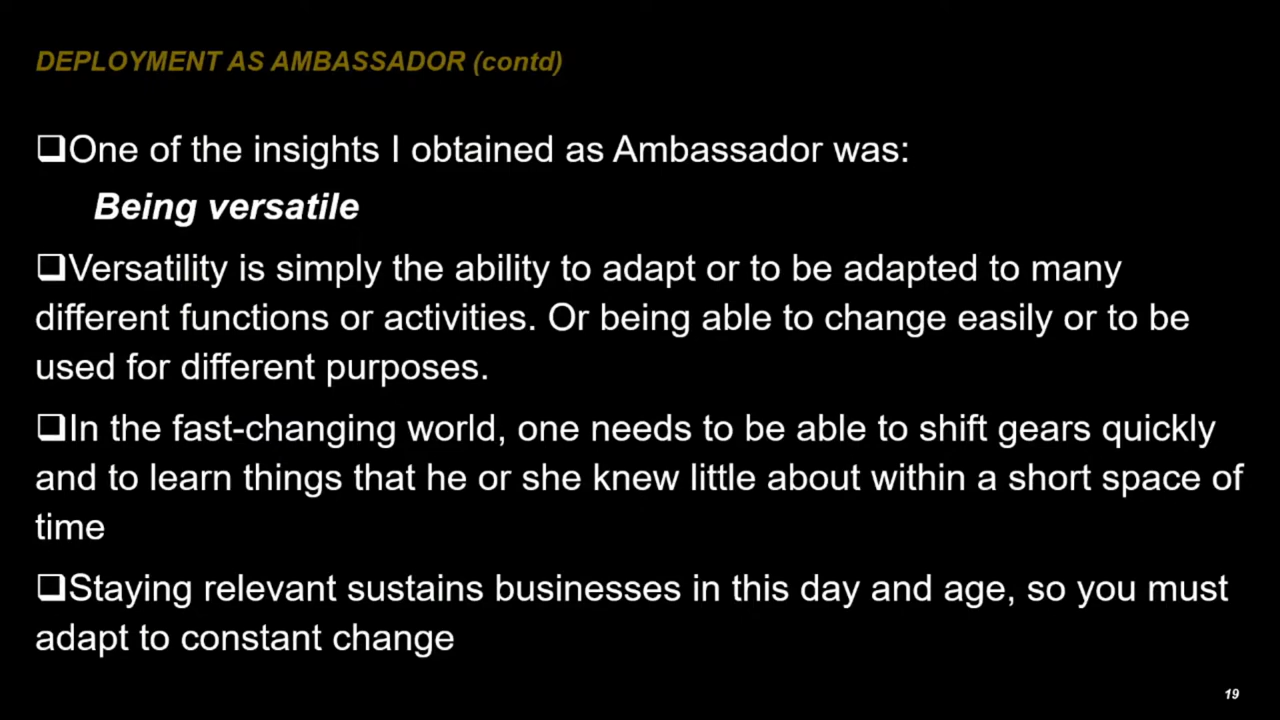 DEPLOYMENT AS AMBASSADOR (contd)
❑One of the insights I obtained as Ambassador was:
Being versatile
❑Versatility is simply the ability to adapt or to be adapted to many
different functions or activities. Or being able to change easily or to be
used for different purposes.
❑In the fast-changing world, one needs to be able to shift gears quickly
and to learn things that he or she knew little about within a short space of
time
❑Staying relevant sustains businesses in this day and age, so you must
adapt to constant change
19